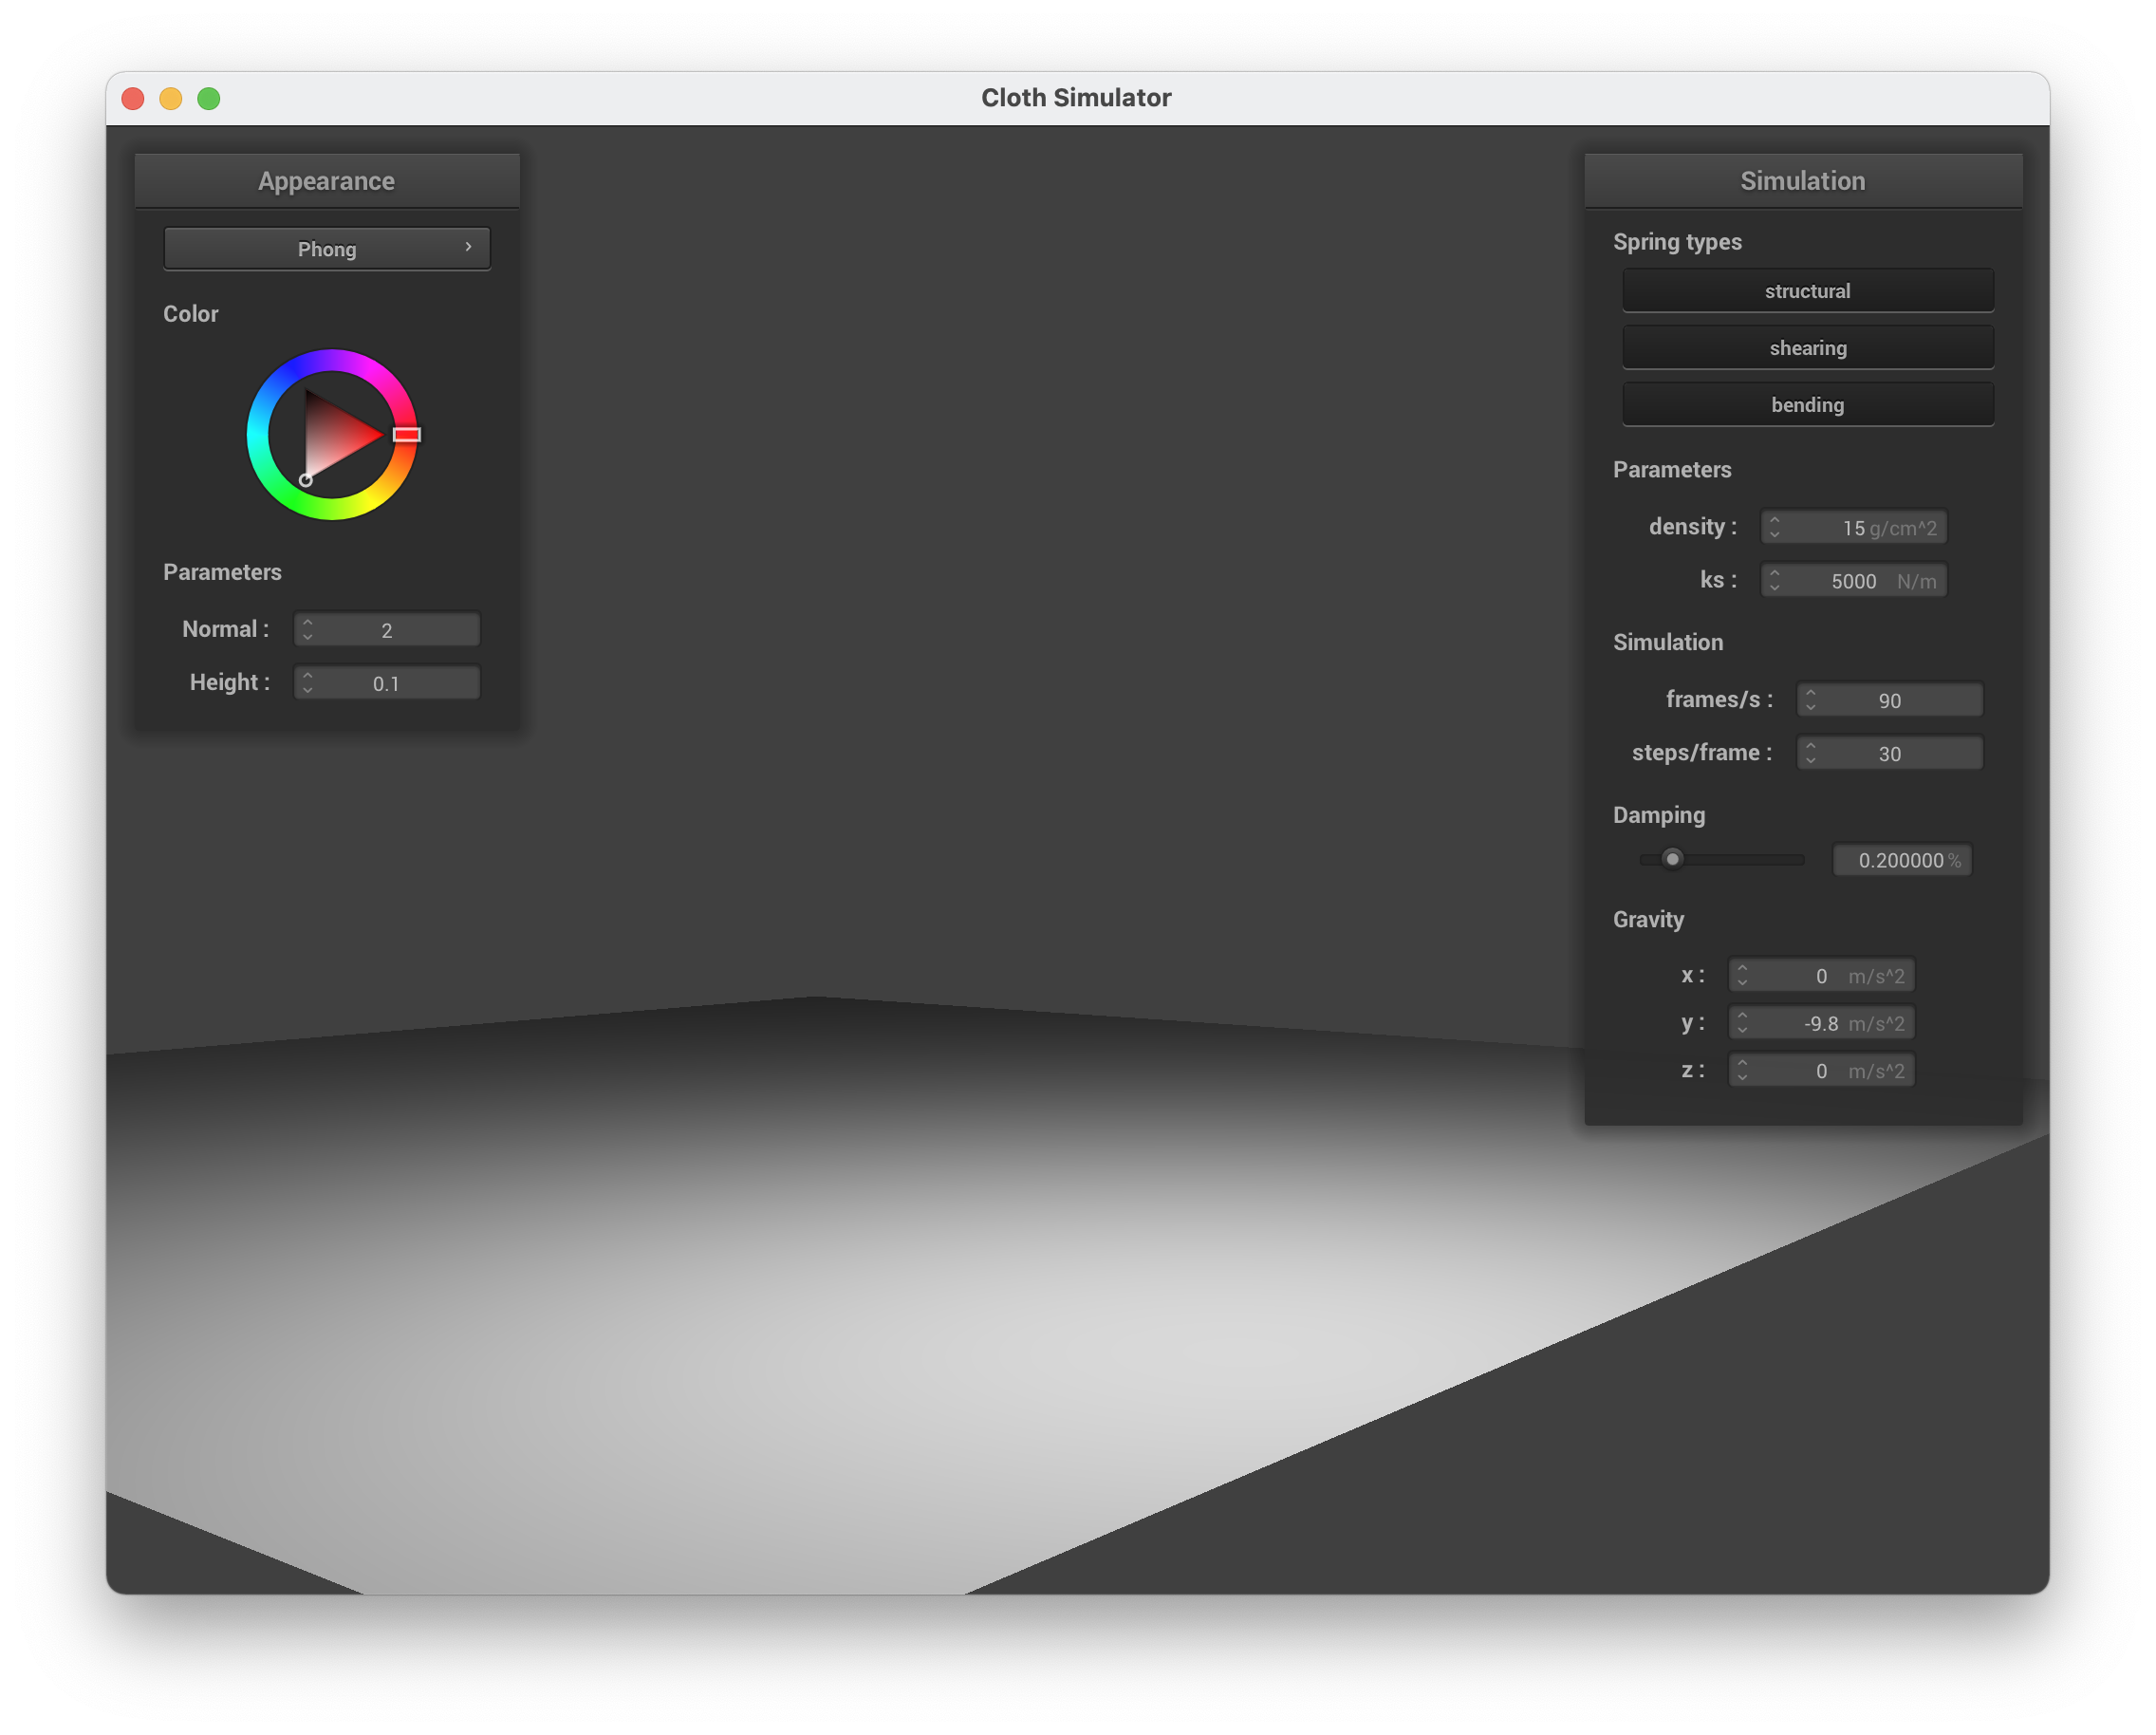 Cloth Simulator
Appearance
Phong
Color
Parameters
Normal : 2
Height : 0.1
Simulation
Spring types
structural
shearing
bending
Parameters
density : 15 g/cm^2
ks : 5000 N/m
Simulation
frames/s : 90
steps/frame : 30
Damping
0.200000 %
Gravity
x : 0 m/s^2
y : -9.8 m/s^2
z : 0 m/s^2